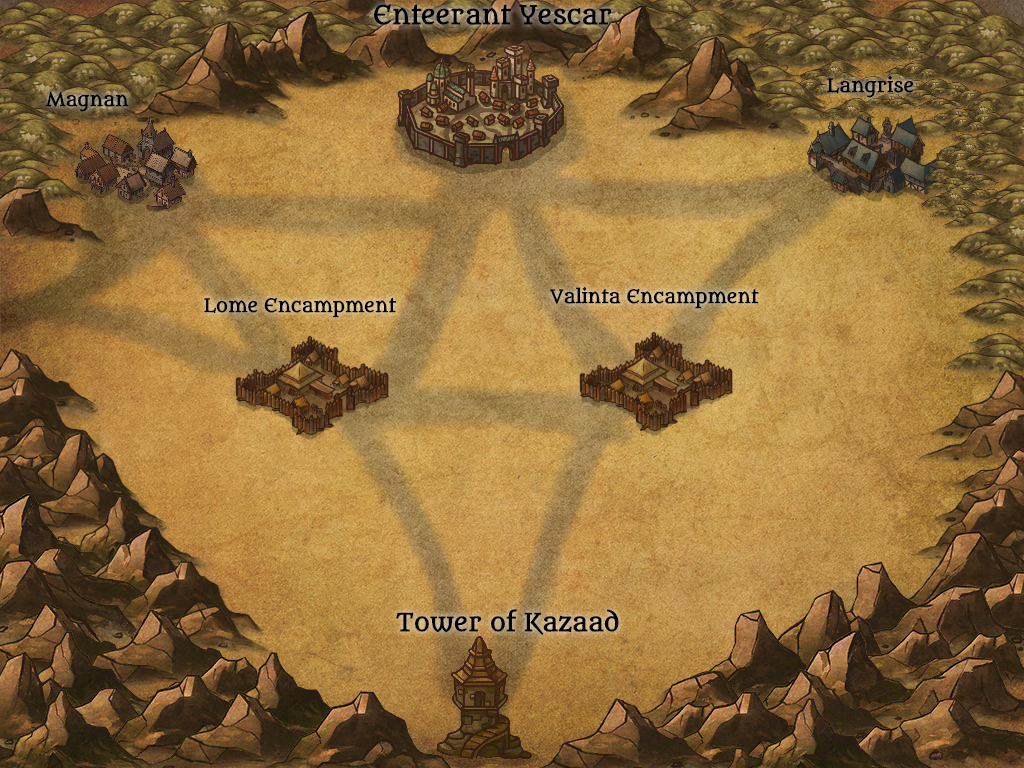 Enteerant Yescar
Magnan
Langrise
Lome Encampment
Valinta Encampment
Tower of Kazaad